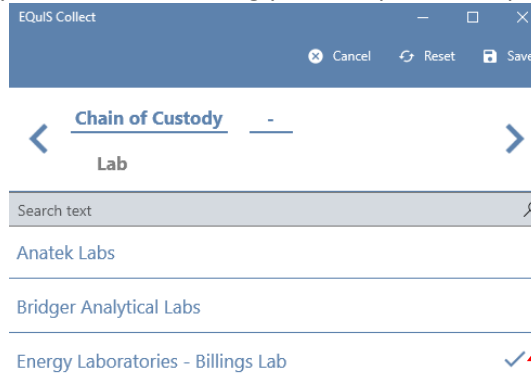 EQuIS Collect
Cancel Reset Save
Chain of Custody -
Lab
Search text
Anatek Labs
Bridger Analytical Labs
Energy Laboratories - Billings Lab